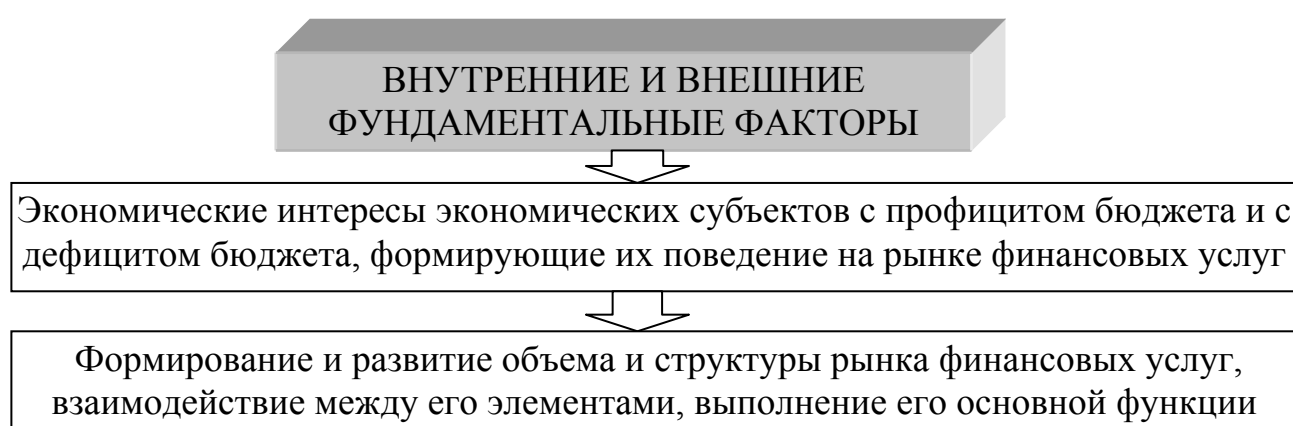 ВНУТРЕННИЕ И ВНЕШНИЕ
ФУНДАМЕНТАЛЬНЫЕ ФАКТОРЫ
Экономические интересы экономических субъектов с профицитом бюджета и с
дефицитом бюджета, формирующие их поведение на рынке финансовых услуг
Формирование и развитие объема и структуры рынка финансовых услуг,
взаимодействие между его элементами, выполнение его основной функции